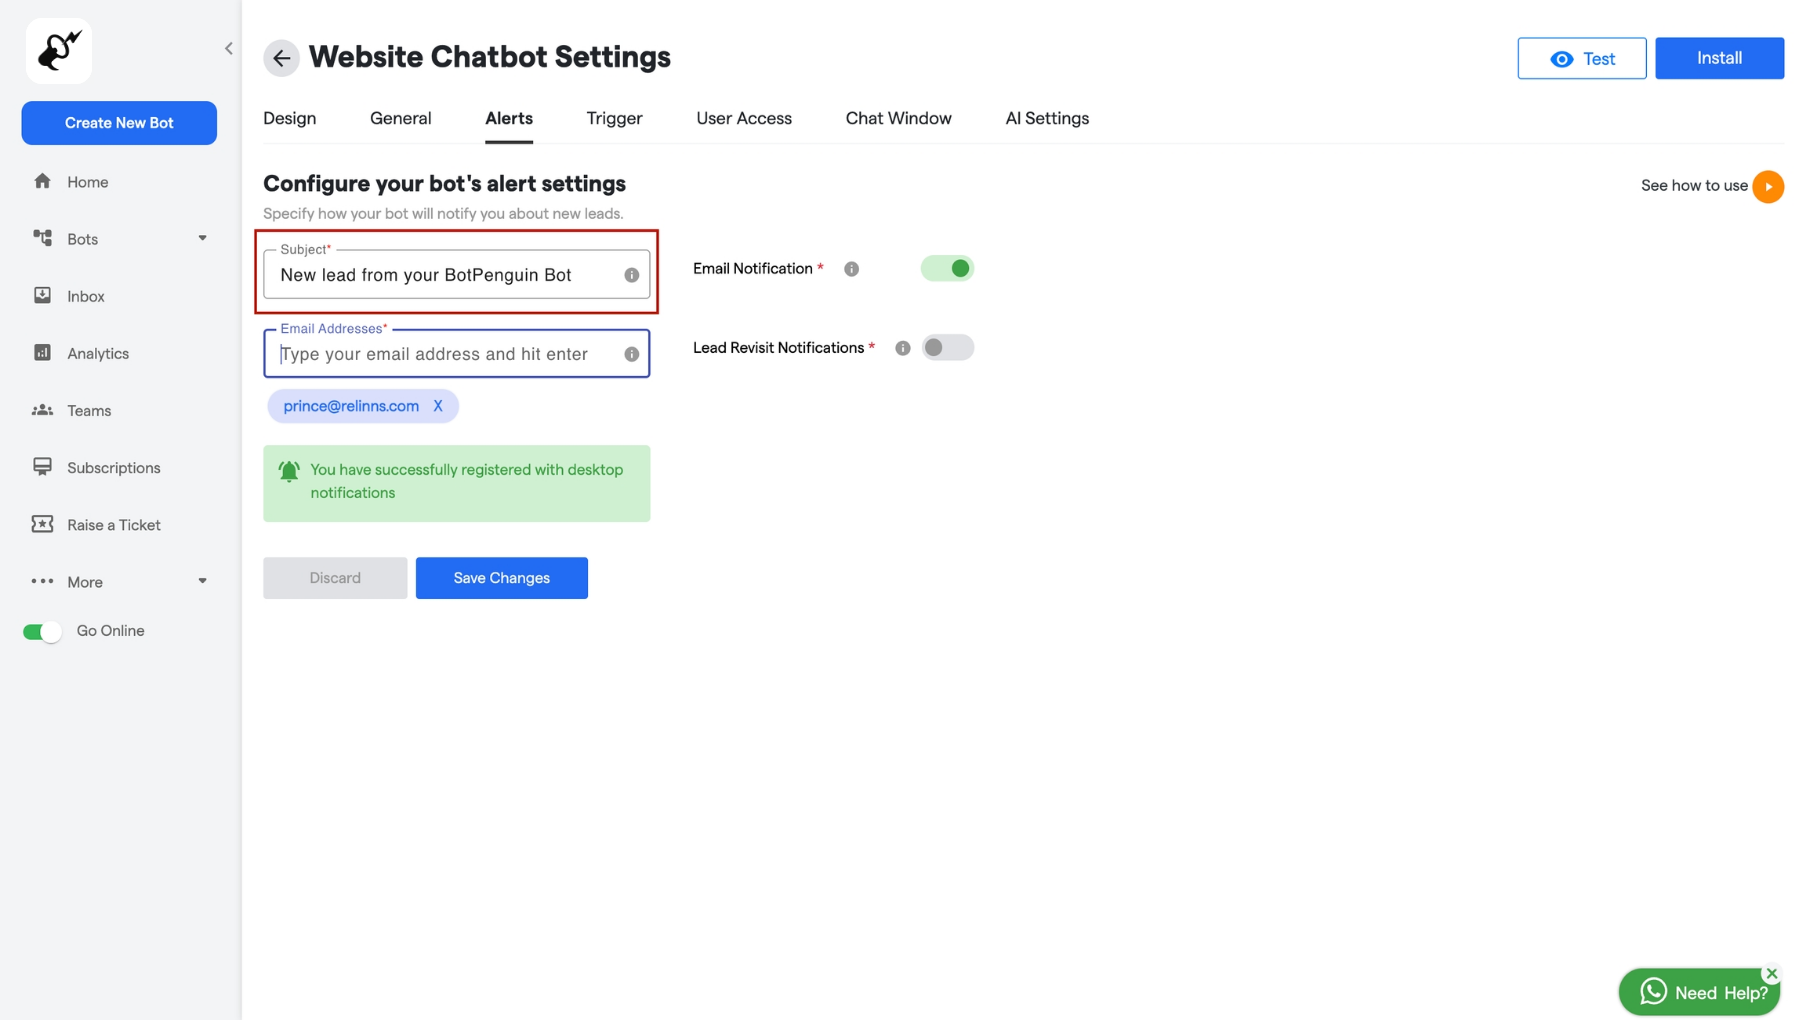 Website Chatbot Settings
Test
Install
Create New Bot
Design
General
Alerts
Trigger
User Access
Chat Window
AI Settings
Home
Bots
Inbox
Analytics
Teams
Subscriptions
Raise a Ticket
More
Go Online
Configure your bot's alert settings
Specify how your bot will notify you about new leads.
See how to use
Subject*
New lead from your BotPenguin Bot
Email Notification *
Email Addresses*
Type your email address and hit enter
Lead Revisit Notifications *
prince@relinns.com X
You have successfully registered with desktop
notifications
Discard
Save Changes
Need Help?